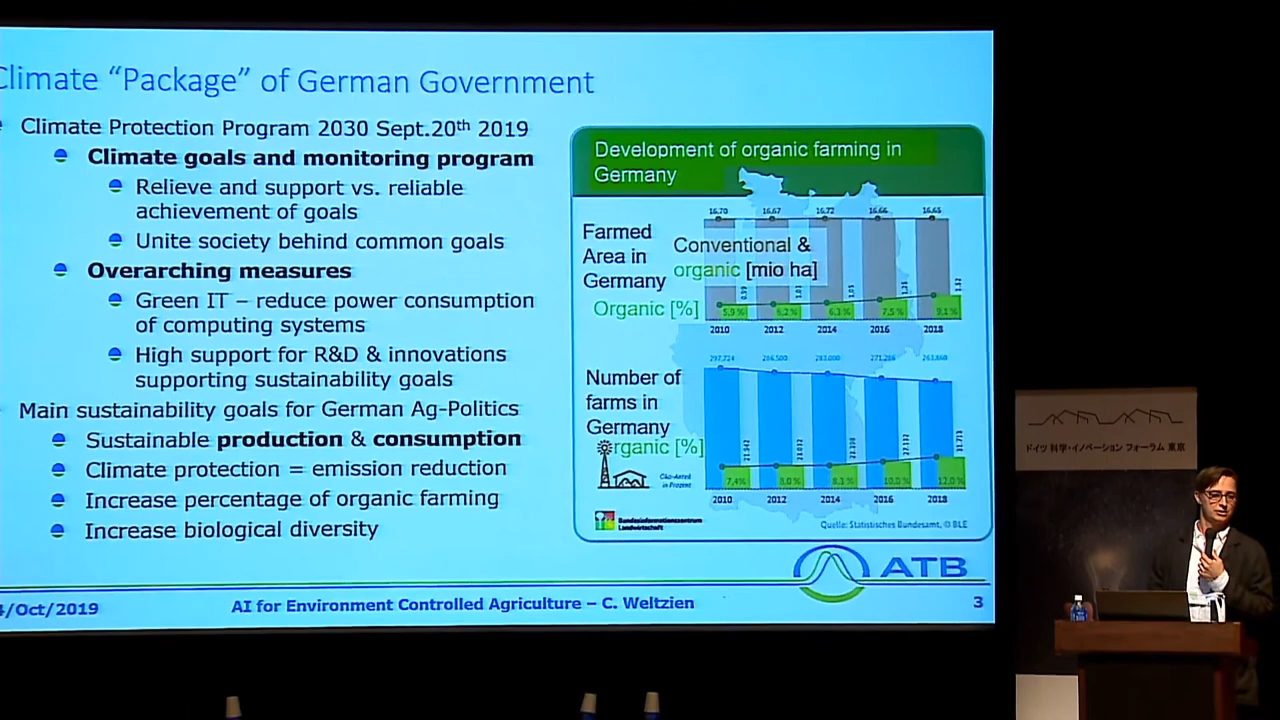 Climate “Package” of German Government
Climate Protection Program 2030 Sept.20th 2019
Climate goals and monitoring program
Relieve and support vs. reliable
achievement of goals
Unite society behind common goals
Overarching measures
Green IT – reduce power consumption
of computing systems
High support for R&D & innovations
supporting sustainability goals
Main sustainability goals for German Ag-Politics
Sustainable production & consumption
Climate protection = emission reduction
Increase percentage of organic farming
Increase biological diversity
Development of organic farming in
Germany
Farmed
Area in
Germany
Conventional &
organic [mio ha]
Organic [%]
16,70 16,67 16,72 16,66 16,65
5,9 % 6,2 % 6,3 % 7,5 % 9,1 %
2010 2012 2014 2016 2018
Number of
farms in
Germany
rganic [%]
297.724 286.500 283.000 271.286
7,4% 8,0 % 8,3 % 10,0 % 12,0 %
2010 2012 2014 2016 2018
in Prozent
Bundesinformationszentrum
Landwirtschaft
Quelle: Statistisches Bundesamt, © BLE
ATB
4/Oct/2019
AI for Environment Controlled Agriculture – C. Weltzien
3
ドイツ 科学・イノベーション フォーラム 東京